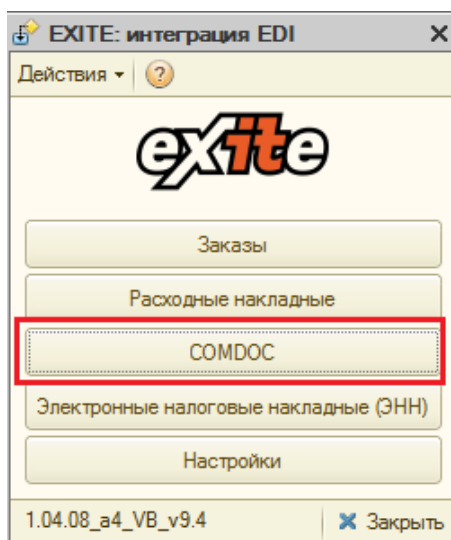 EXITE: интеграция EDI
Действия
eXite
Заказы
Расходные накладные
COMDOC
Электронные налоговые накладные (ЭНН)
Настройки
1.04.08_a4_VB_v9.4 Закрыть